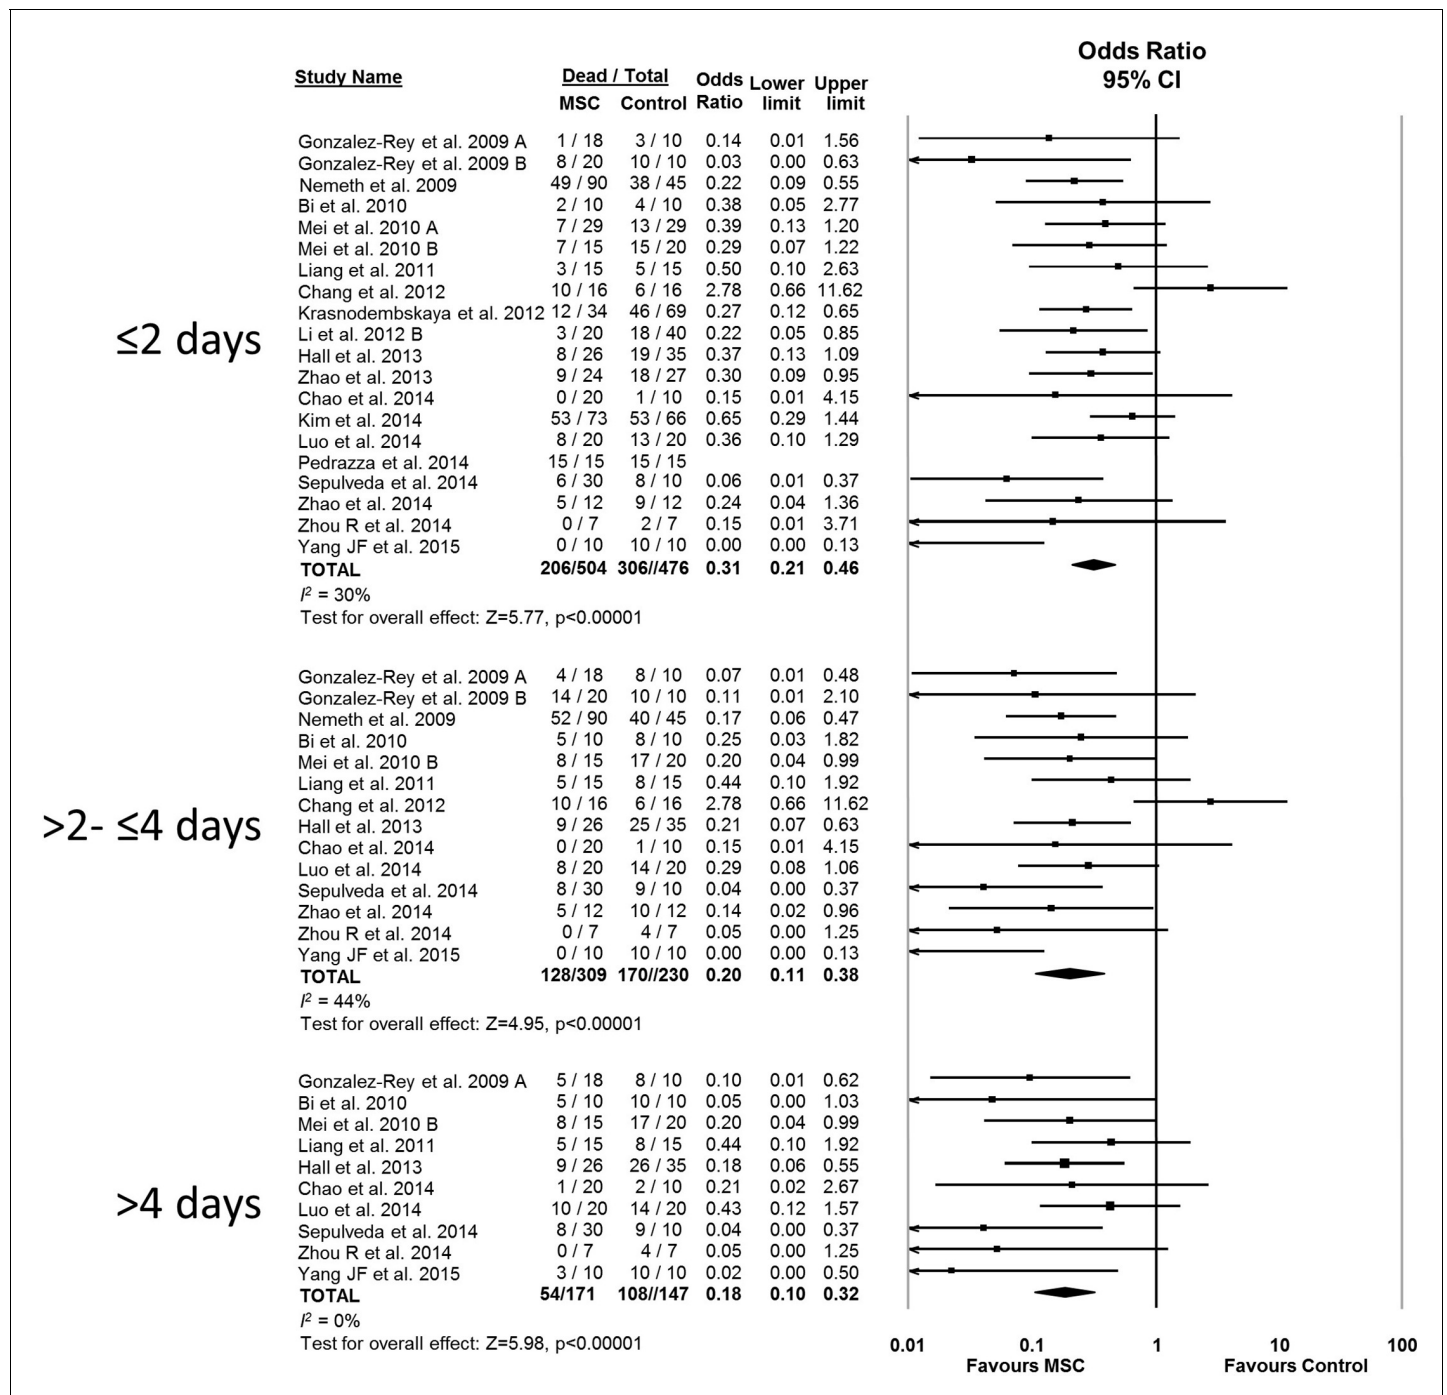 Odds Ratio
95% CI
Study Name Dead / Total Odds Lower Upper
MSC Control Ratio limit limit
Gonzalez-Rey et al. 2009 A 1 / 18 3 / 10 0.14 0.01 1.56
Gonzalez-Rey et al. 2009 B 8 / 20 10 / 10 0.03 0.00 0.63
Nemeth et al. 2009 49 / 90 38 / 45 0.22 0.09 0.55
Bi et al. 2010 2 / 10 4 / 10 0.38 0.05 2.77
Mei et al. 2010 A 7 / 29 13 / 29 0.39 0.13 1.20
Mei et al. 2010 B 7 / 15 15 / 20 0.29 0.07 1.22
Liang et al. 2011 3 / 15 5 / 15 0.50 0.10 2.63
Chang et al. 2012 10 / 16 6 / 16 2.78 0.66 11.62
Krasnodembskaya et al. 2012 12 / 34 46 / 69 0.27 0.12 0.65
≤2 days
Li et al. 2012 B 3 / 20 18 / 40 0.22 0.05 0.85
Hall et al. 2013 8 / 26 19 / 35 0.37 0.13 1.09
Zhao et al. 2013 9 / 24 18 / 27 0.30 0.09 0.95
Chao et al. 2014 0 / 20 1 / 10 0.15 0.01 4.15
Kim et al. 2014 53 / 73 53 / 66 0.65 0.29 1.44
Luo et al. 2014 8 / 20 13 / 20 0.36 0.10 1.29
Pedrazza et al. 2014 15 / 15 15 / 15
Sepulveda et al. 2014 6 / 30 8 / 10 0.06 0.01 0.37
Zhao et al. 2014 5 / 12 9 / 12 0.24 0.04 1.36
Zhou R et al. 2014 0 / 7 2 / 7 0.15 0.01 3.71
Yang JF et al. 2015 0 / 10 10 / 10 0.00 0.00 0.13
TOTAL 206/504 306//476 0.31 0.21 0.46
I² = 30%
Test for overall effect: Z=5.77, p<0.00001
Gonzalez-Rey et al. 2009 A 4 / 18 8 / 10 0.07 0.01 0.48
Gonzalez-Rey et al. 2009 B 14 / 20 10 / 10 0.11 0.01 2.10
Nemeth et al. 2009 52 / 90 40 / 45 0.17 0.06 0.47
Bi et al. 2010 5 / 10 8 / 10 0.25 0.03 1.82
Mei et al. 2010 B 8 / 15 17 / 20 0.20 0.04 0.99
Liang et al. 2011 5 / 15 8 / 15 0.44 0.10 1.92
Chang et al. 2012 10 / 16 6 / 16 2.78 0.66 11.62
>2- ≤4 days
Hall et al. 2013 9 / 26 25 / 35 0.21 0.07 0.63
Chao et al. 2014 0 / 20 1 / 10 0.15 0.01 4.15
Luo et al. 2014 8 / 20 14 / 20 0.29 0.08 1.06
Sepulveda et al. 2014 8 / 30 9 / 10 0.04 0.00 0.37
Zhao et al. 2014 5 / 12 10 / 12 0.14 0.02 0.96
Zhou R et al. 2014 0 / 7 4 / 7 0.05 0.00 1.25
Yang JF et al. 2015 0 / 10 10 / 10 0.00 0.00 0.13
TOTAL 128/309 170//230 0.20 0.11 0.38
I² = 44%
Test for overall effect: Z=4.95, p<0.00001
Gonzalez-Rey et al. 2009 A 5 / 18 8 / 10 0.10 0.01 0.62
Bi et al. 2010 5 / 10 10 / 10 0.05 0.00 1.03
Mei et al. 2010 B 8 / 15 17 / 20 0.20 0.04 0.99
Liang et al. 2011 5 / 15 8 / 15 0.44 0.10 1.92
Hall et al. 2013 9 / 26 26 / 35 0.18 0.06 0.55
Chao et al. 2014 1 / 20 2 / 10 0.21 0.02 2.67
>4 days
Luo et al. 2014 10 / 20 14 / 20 0.43 0.12 1.57
Sepulveda et al. 2014 8 / 30 9 / 10 0.04 0.00 0.37
Zhou R et al. 2014 0 / 7 4 / 7 0.05 0.00 1.25
Yang JF et al. 2015 3 / 10 10 / 10 0.02 0.00 0.50
TOTAL 54/171 108//147 0.18 0.10 0.32
I² = 0%
Test for overall effect: Z=5.98, p<0.00001
0.01 0.1 1 10 100
Favours MSC Favours Control